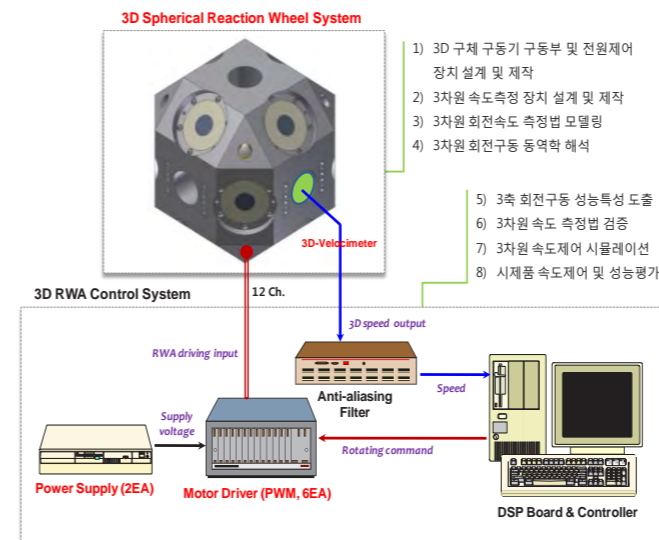 3D Spherical Reaction Wheel System
1) 3D 구체 구동기 구동부 및 전원제어
장치 설계 및 제작
2) 3차원 속도측정 장치 설계 및 제작
3) 3차원 회전속도 측정법 모델링
4) 3차원 회전구동 동역학 해석
5) 3축 회전구동 성능특성 도출
6) 3차원 속도 측정법 검증
7) 3차원 속도제어 시뮬레이션
8) 시제품 속도제어 및 성능평가
3D-Velocimeter
3D RWA Control System
12 Ch.
3D speed output
RWA driving input
Anti-aliasing
Filter
Speed
Supply
voltage
Rotating command
Power Supply (2EA)
Motor Driver (PWM, 6EA)
DSP Board & Controller